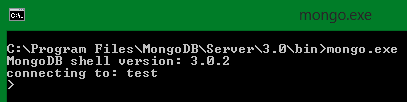 mongo.exe
C:\Program Files\MongoDB\Server\3.0\bin>mongo.exe
MongoDB shell version: 3.0.2
connecting to: test
>